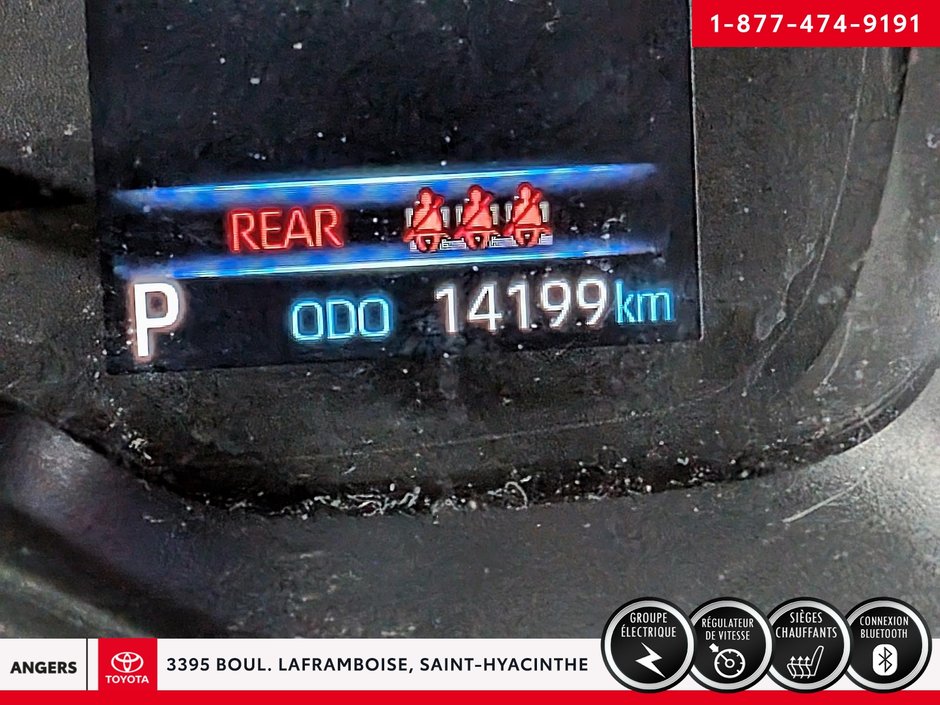 1-877-474-9191
REAR
P ODO 14199 km
GROUPE
ÉLECTRIQUE
RÉGULATEUR
DE VITESSE
SIÈGES
CHAUFFANTS
CONNEXION
BLUETOOTH
ANGERS
TOYOTA
3395 BOUL. LAFRAMBOISE, SAINT-HYACINTHE